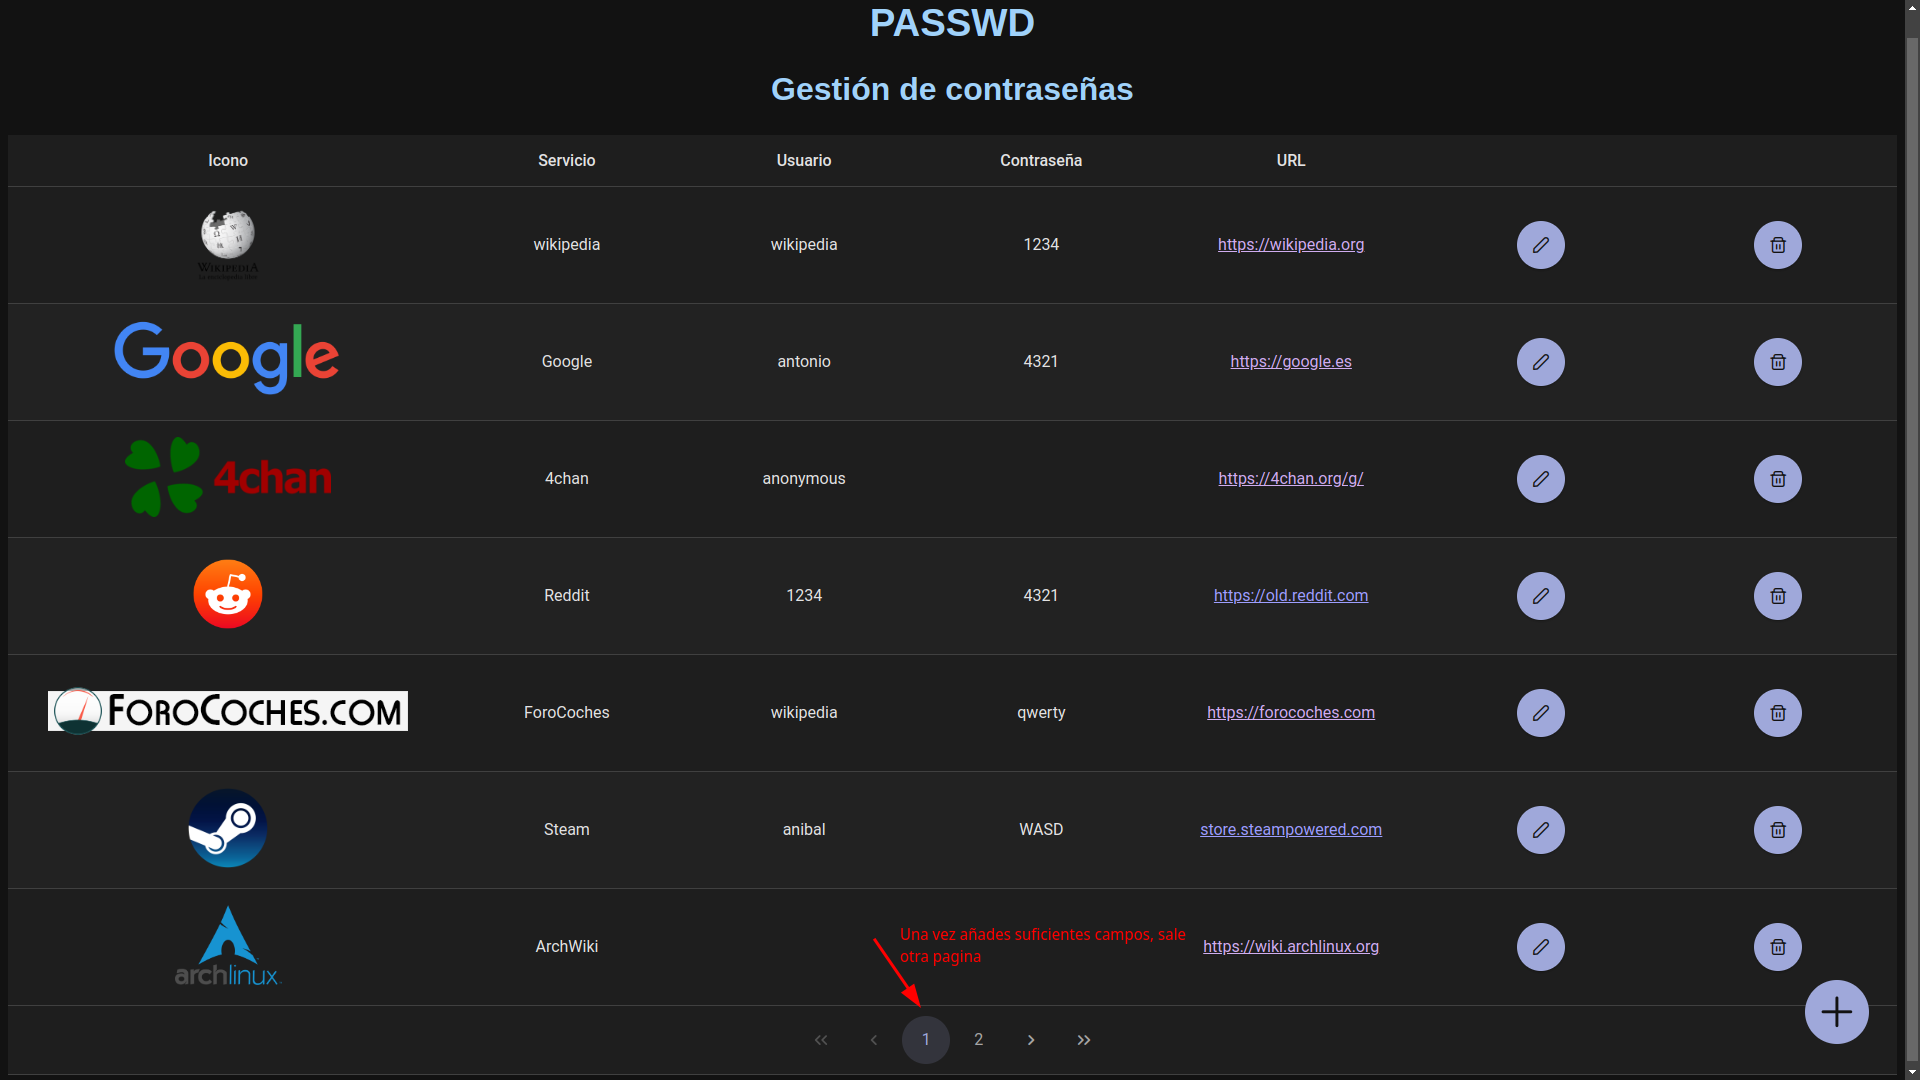 PASSWD
Gestión de contraseñas
Icono Servicio Usuario Contraseña URL
WIKIPEDIA
wikipedia wikipedia 1234 https://wikipedia.org
Google Google antonio 4321 https://google.es
4chan 4chan anonymous https://4chan.org/g/
Reddit 1234 4321 https://old.reddit.com
FOROCOCHES.COM ForoCoches wikipedia qwerty https://forocoches.com
Steam anibal WASD store.steampowered.com
archlinux ArchWiki https://wiki.archlinux.org
Una vez añades suficientes campos, sale
otra pagina
« ‹ 1 2 › »